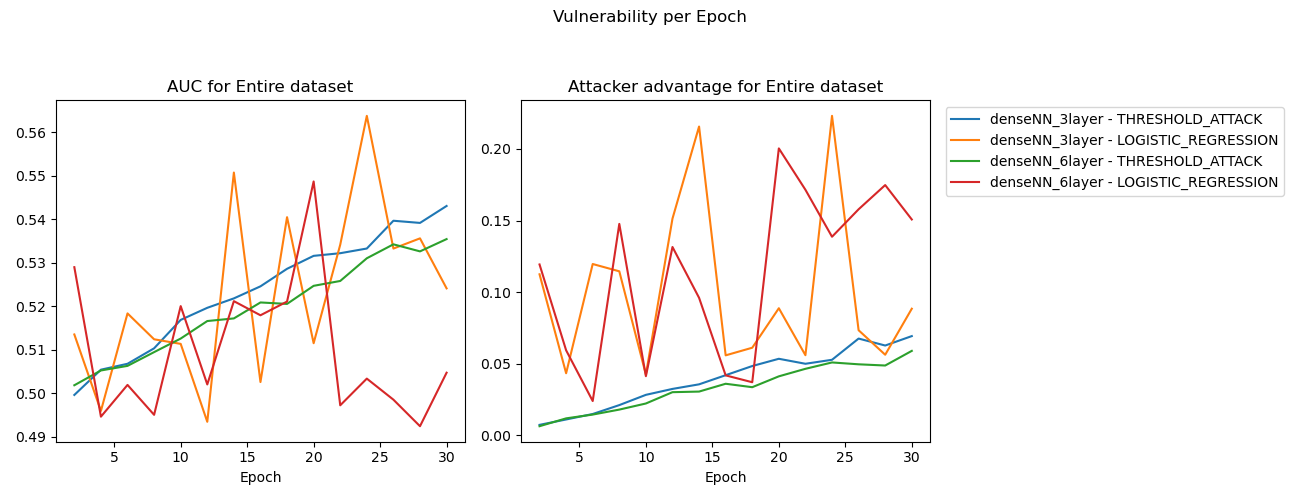 Vulnerability per Epoch
AUC for Entire dataset
0.56
0.55
0.54
0.53
0.52
0.51
0.50
0.49
5 10 15 20 25 30
Epoch
Attacker advantage for Entire dataset
0.20
0.15
0.10
0.05
0.00
5 10 15 20 25 30
Epoch
denseNN_3layer - THRESHOLD_ATTACK
denseNN_3layer - LOGISTIC_REGRESSION
denseNN_6layer - THRESHOLD_ATTACK
denseNN_6layer - LOGISTIC_REGRESSION